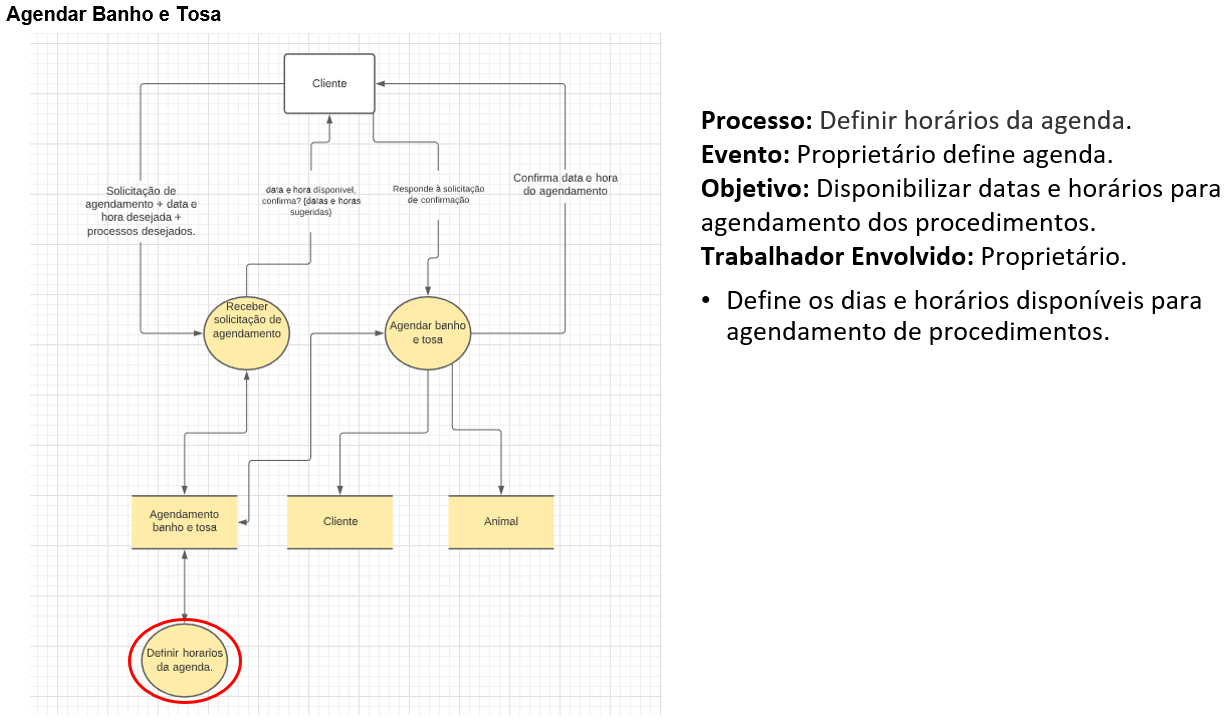 Agendar Banho e Tosa
Cliente
Solicitação de
agendamento + data e
hora desejada +
processos desejados.
data e hora disponivel,
confirma? {datas e horas
sugeridas}
Responde à solicitação
de confirmação
Confirma data e hora
do agendamento
Receber
solicitação de
agendamento
Agendar banho
e tosa
Agendamento
banho e tosa
Cliente
Animal
Definir horarios
da agenda.
Processo: Definir horários da agenda.
Evento: Proprietário define agenda.
Objetivo: Disponibilizar datas e horários para
agendamento dos procedimentos.
Trabalhador Envolvido: Proprietário.
• Define os dias e horários disponíveis para
agendamento de procedimentos.